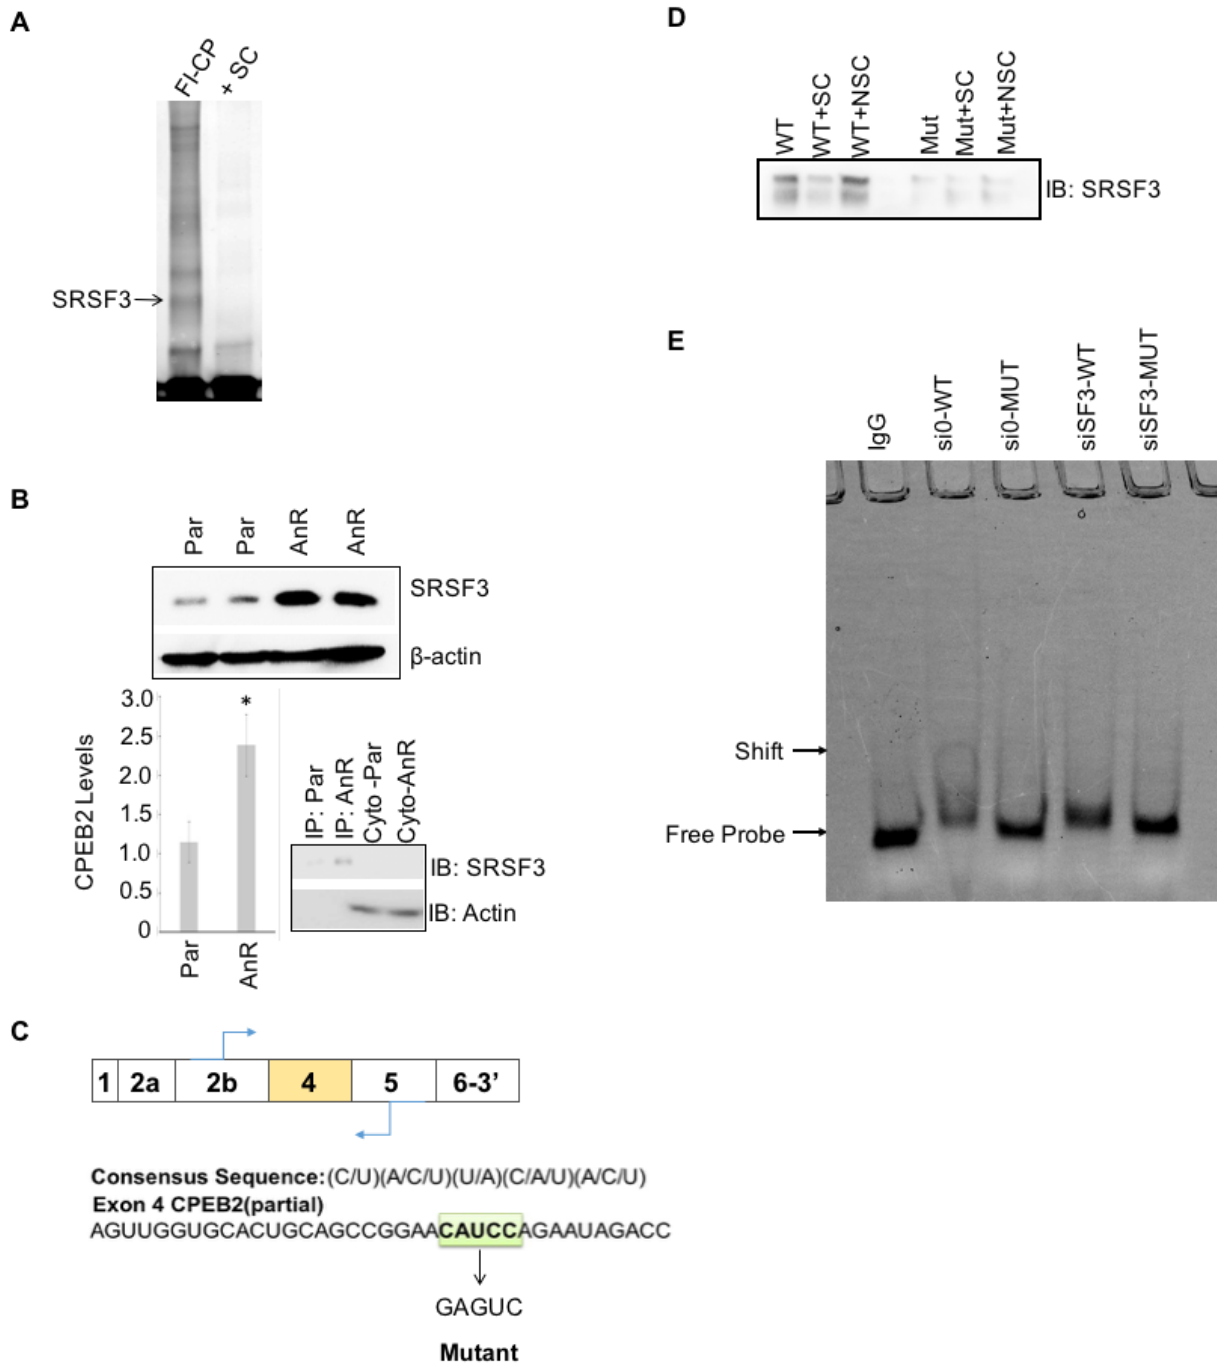 A
FI-CP
+ SC
SRSF3
B
Par
Par
AnR
AnR
SRSF3
β-actin
CPEB2 Levels
3.0
2.5
2.0
1.5
1.0
0.5
0
*
Par
AnR
IP: Par
IP: AnR
Cyto -Par
Cyto-AnR
IB: SRSF3
IB: Actin
C
1 2a 2b 4 5 6-3’
Consensus Sequence: (C/U)(A/C/U)(U/A)(C/A/U)(A/C/U)
Exon 4 CPEB2(partial)
AGUUGGUGCACUGCAGCCGGAACAUCCAGAAUAGACC
GAGUC
Mutant
D
WT
WT+SC
WT+NSC
Mut
Mut+SC
Mut+NSC
IB: SRSF3
E
IgG
si0-WT
si0-MUT
siSF3-WT
siSF3-MUT
Shift
Free Probe